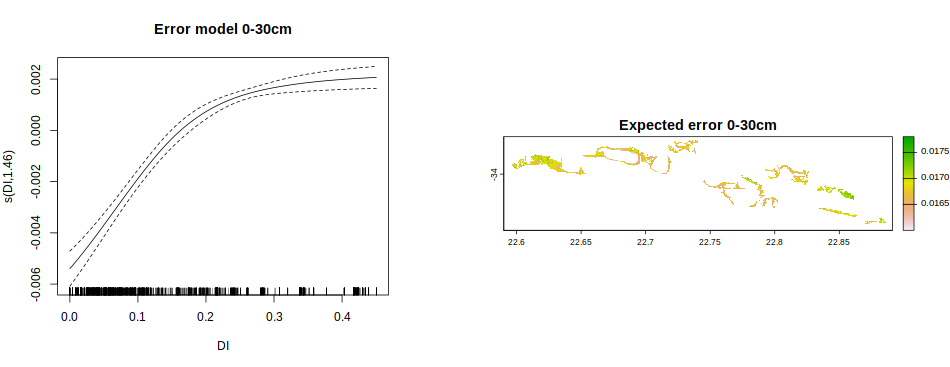 Error model 0-30cm
s(DI,1.46)
0.002
0.000
-0.002
-0.004
-0.006
0.0 0.1 0.2 0.3 0.4
DI
Expected error 0-30cm
-34
22.6 22.65 22.7 22.75 22.8 22.85
0.0175
0.0170
0.0165